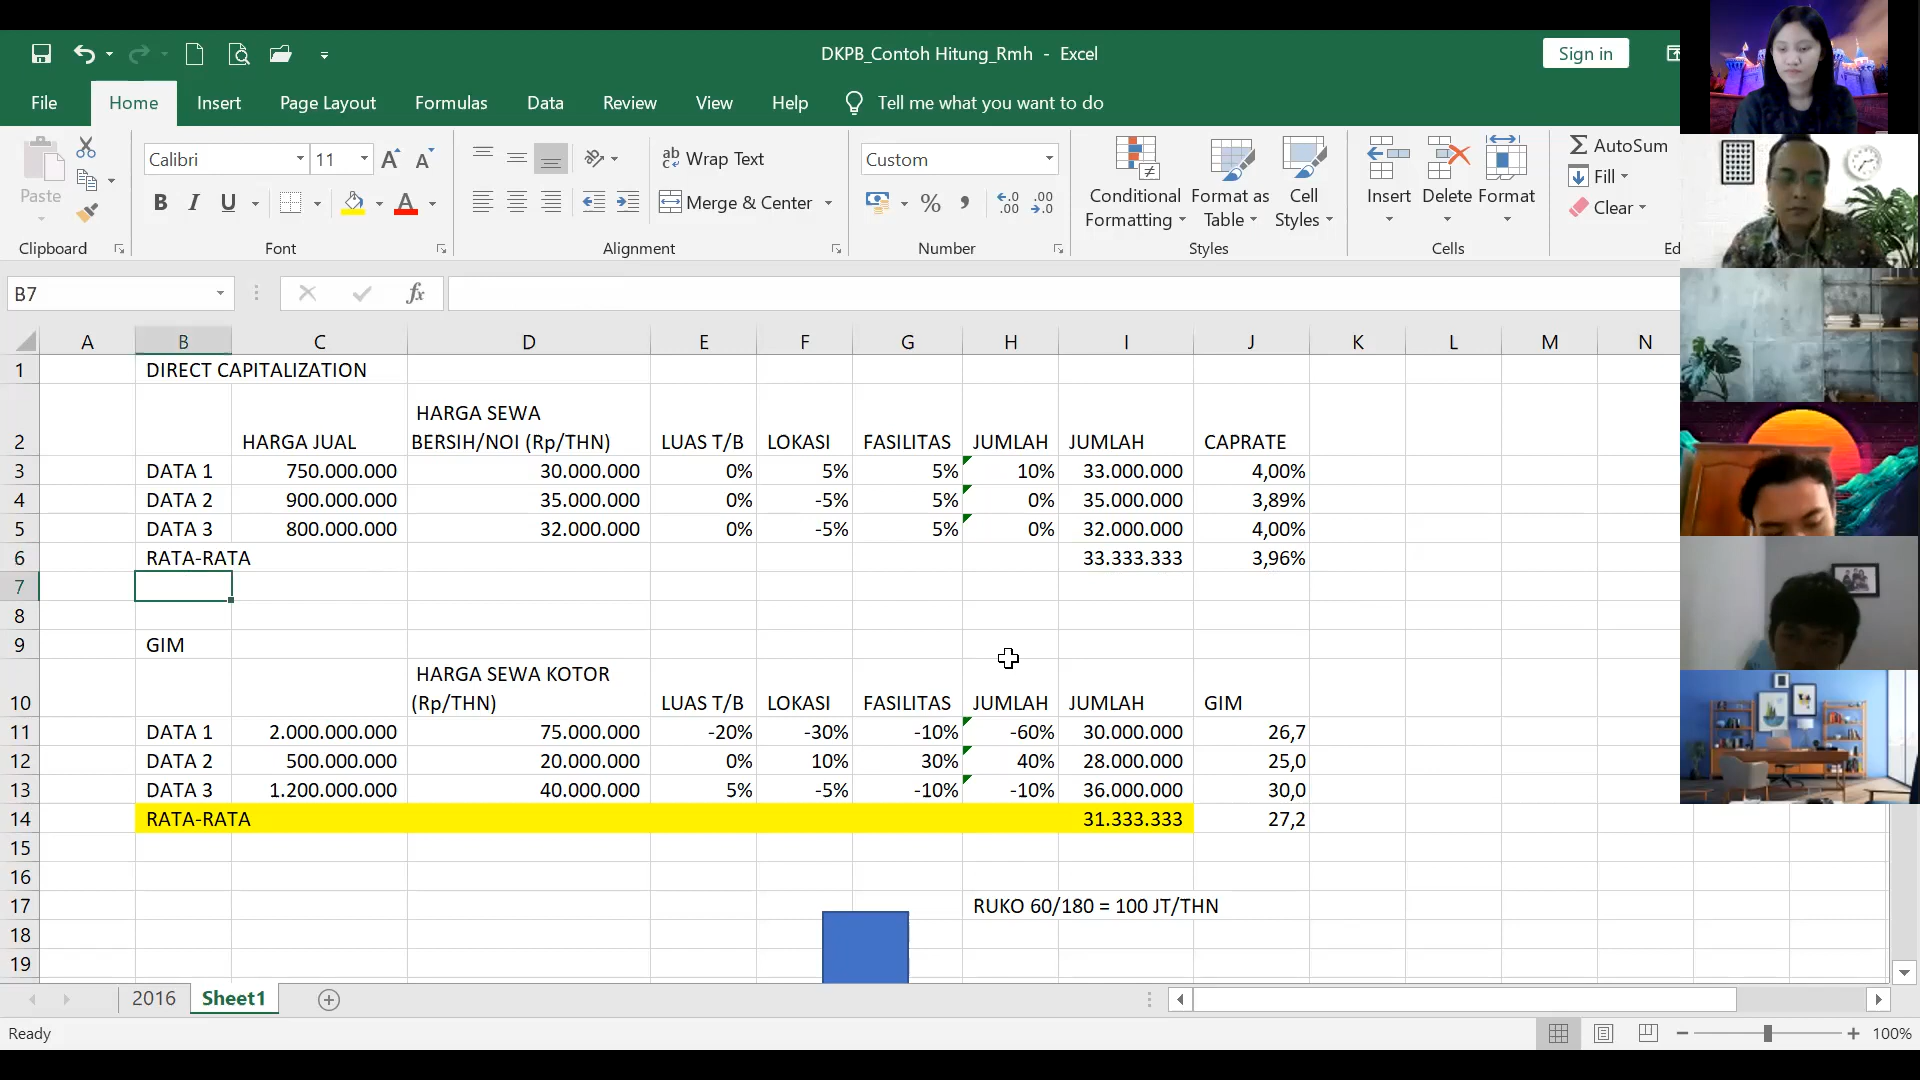 DKPB_Contoh Hitung_Rmh - Excel
Sign in
File Home Insert Page Layout Formulas Data Review View Help Tell me what you want to do
Paste
Clipboard
Calibri 11
B I U
Font
ab Wrap Text
Merge & Center
Alignment
Custom
Number
Conditional Formatting
Format as Table
Cell Styles
Styles
Insert Delete Format
Cells
AutoSum
Fill
Clear
Ed
B7 fx
A B C D E F G H I J K L M N
1 DIRECT CAPITALIZATION
2 HARGA JUAL HARGA SEWA BERSIH/NOI (Rp/THN) LUAS T/B LOKASI FASILITAS JUMLAH JUMLAH CAPRATE
3 DATA 1 750.000.000 30.000.000 0% 5% 5% 10% 33.000.000 4,00%
4 DATA 2 900.000.000 35.000.000 0% -5% 5% 0% 35.000.000 3,89%
5 DATA 3 800.000.000 32.000.000 0% -5% 5% 0% 32.000.000 4,00%
6 RATA-RATA 33.333.333 3,96%
7
8
9 GIM
10 HARGA SEWA KOTOR (Rp/THN) LUAS T/B LOKASI FASILITAS JUMLAH JUMLAH GIM
11 DATA 1 2.000.000.000 75.000.000 -20% -30% -10% -60% 30.000.000 26,7
12 DATA 2 500.000.000 20.000.000 0% 10% 30% 40% 28.000.000 25,0
13 DATA 3 1.200.000.000 40.000.000 5% -5% -10% -10% 36.000.000 30,0
14 RATA-RATA 31.333.333 27,2
15
16
17 RUKO 60/180 = 100 JT/THN
18
19
2016 Sheet1
Ready
100%